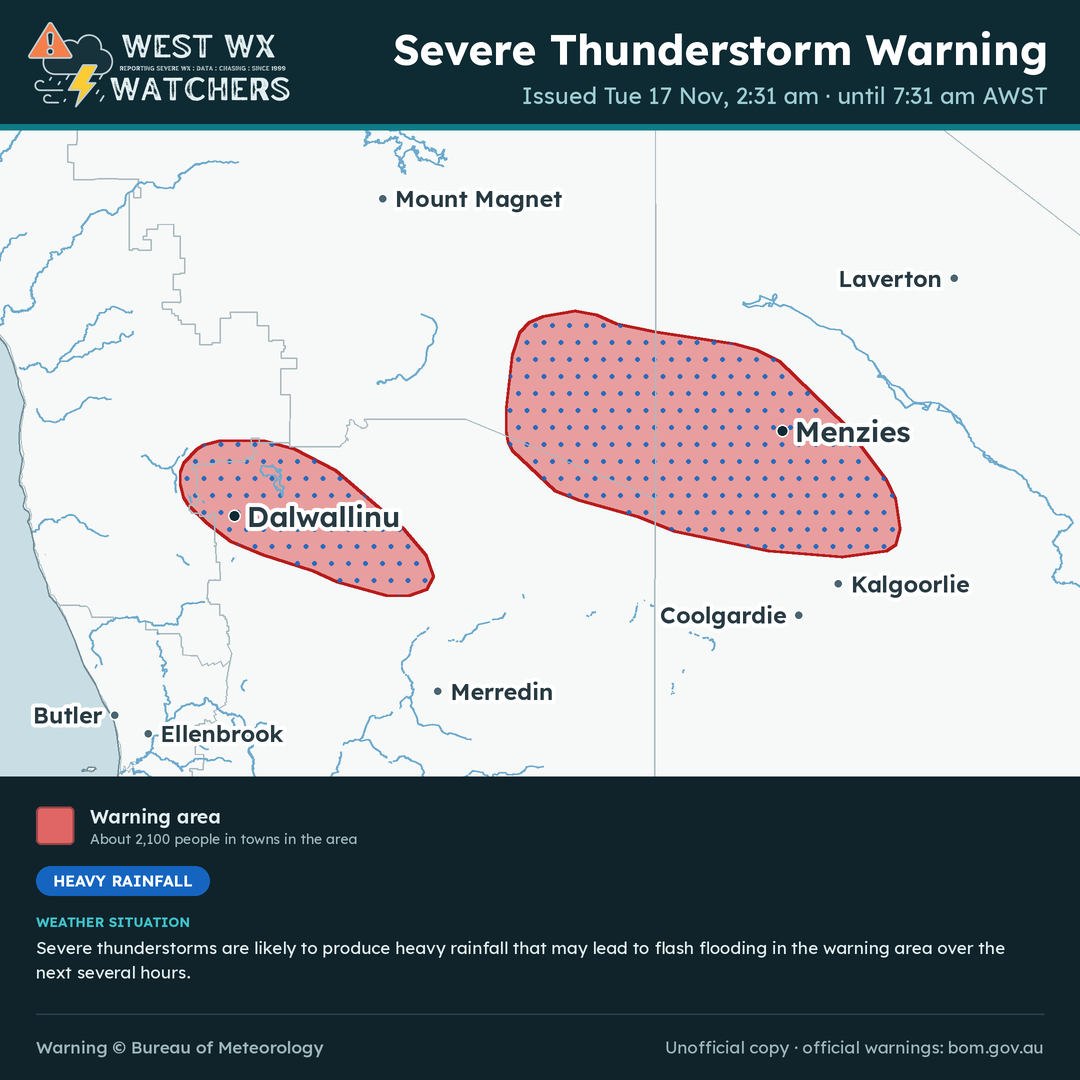 WEST WX
REPORTING SEVERE WX : DATA : CHASING : SINCE 1999
WATCHERS
Severe Thunderstorm Warning
Issued Tue 17 Nov, 2:31 am · until 7:31 am AWST
Mount Magnet
Laverton
Menzies
Dalwallinu
Kalgoorlie
Coolgardie
Merredin
Butler
Ellenbrook
Warning area
About 2,100 people in towns in the area
HEAVY RAINFALL
WEATHER SITUATION
Severe thunderstorms are likely to produce heavy rainfall that may lead to flash flooding in the warning area over the
next several hours.
Warning © Bureau of Meteorology
Unofficial copy · official warnings: bom.gov.au